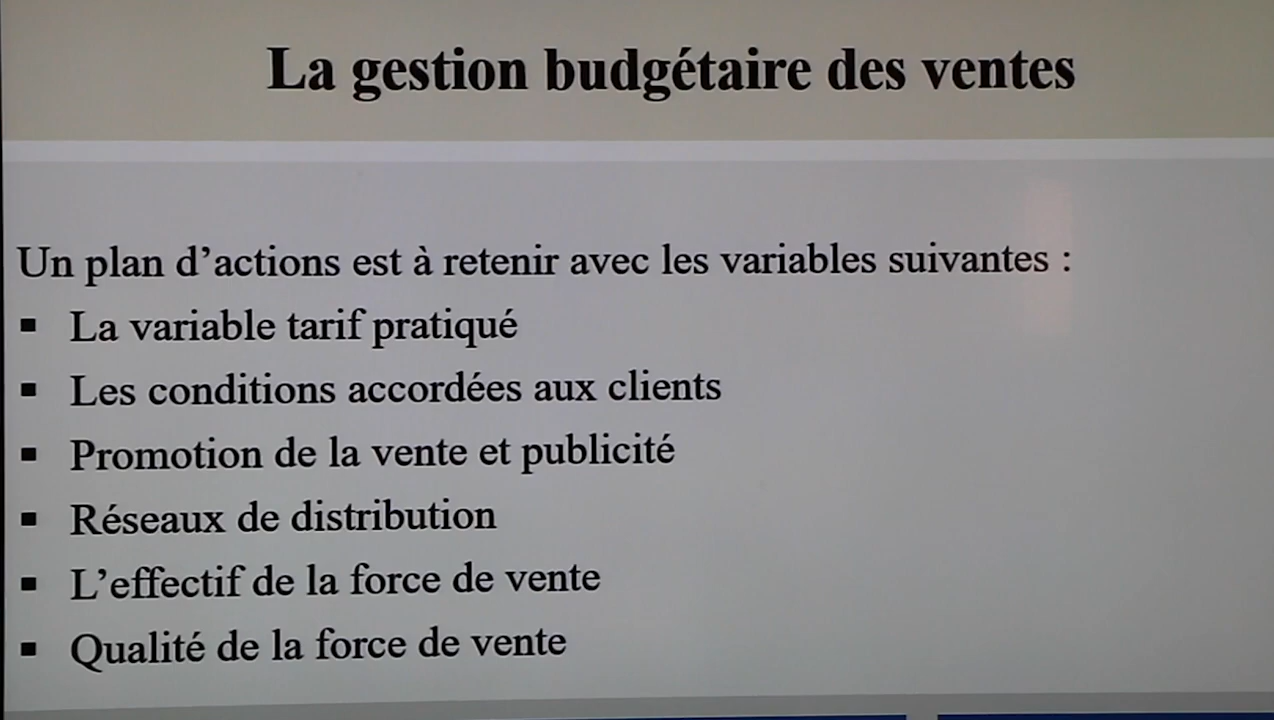 La gestion budgétaire des ventes
Un plan d’actions est à retenir avec les variables suivantes :
▪ La variable tarif pratiqué
▪ Les conditions accordées aux clients
▪ Promotion de la vente et publicité
▪ Réseaux de distribution
▪ L’effectif de la force de vente
▪ Qualité de la force de vente